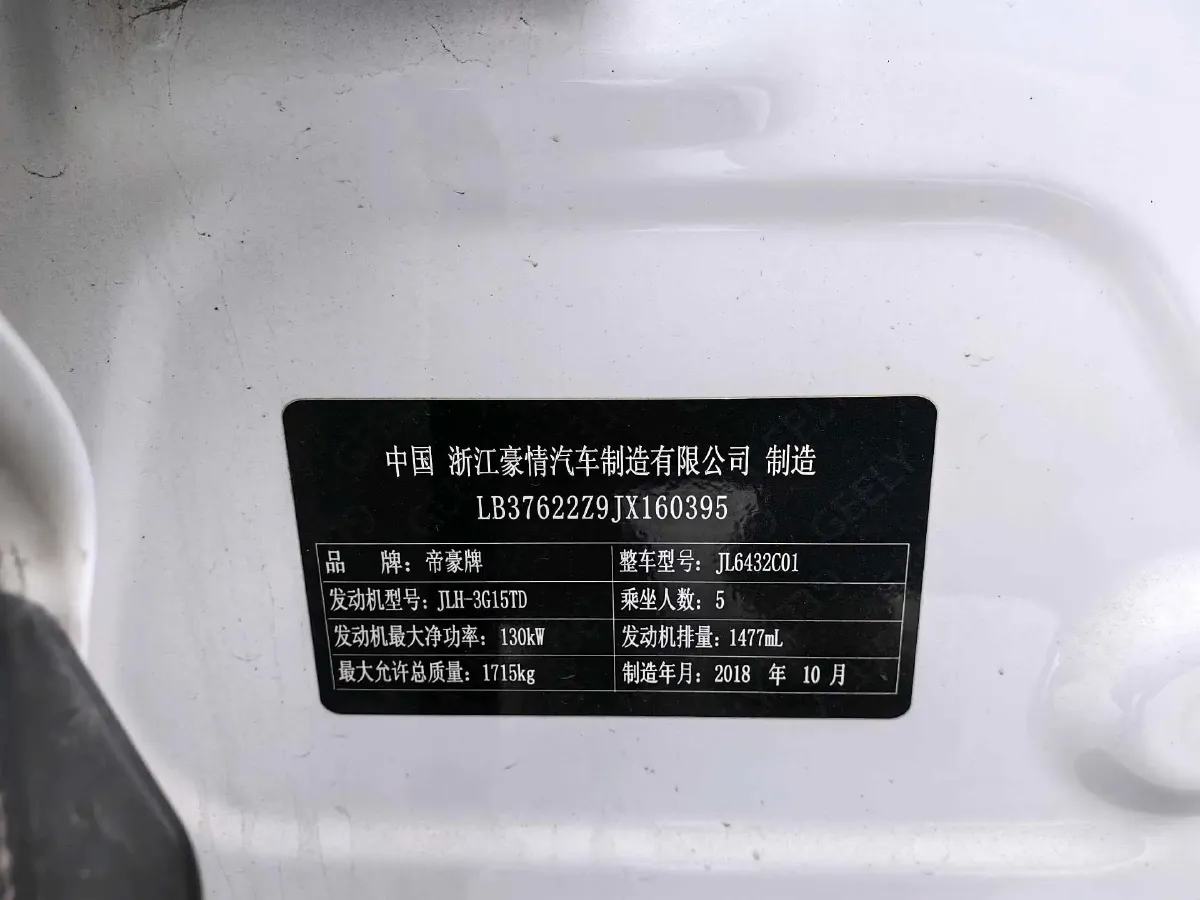 中国 浙江豪情汽车制造有限公司 制造
LB37622Z9JX160395
品 牌：帝豪牌 整车型号：JL6432C01
发动机型号：JLH-3G15TD 乘坐人数：5
发动机最大净功率：130kW 发动机排量：1477mL
最大允许总质量：1715kg 制造年月：2018 年 10 月
GEELY